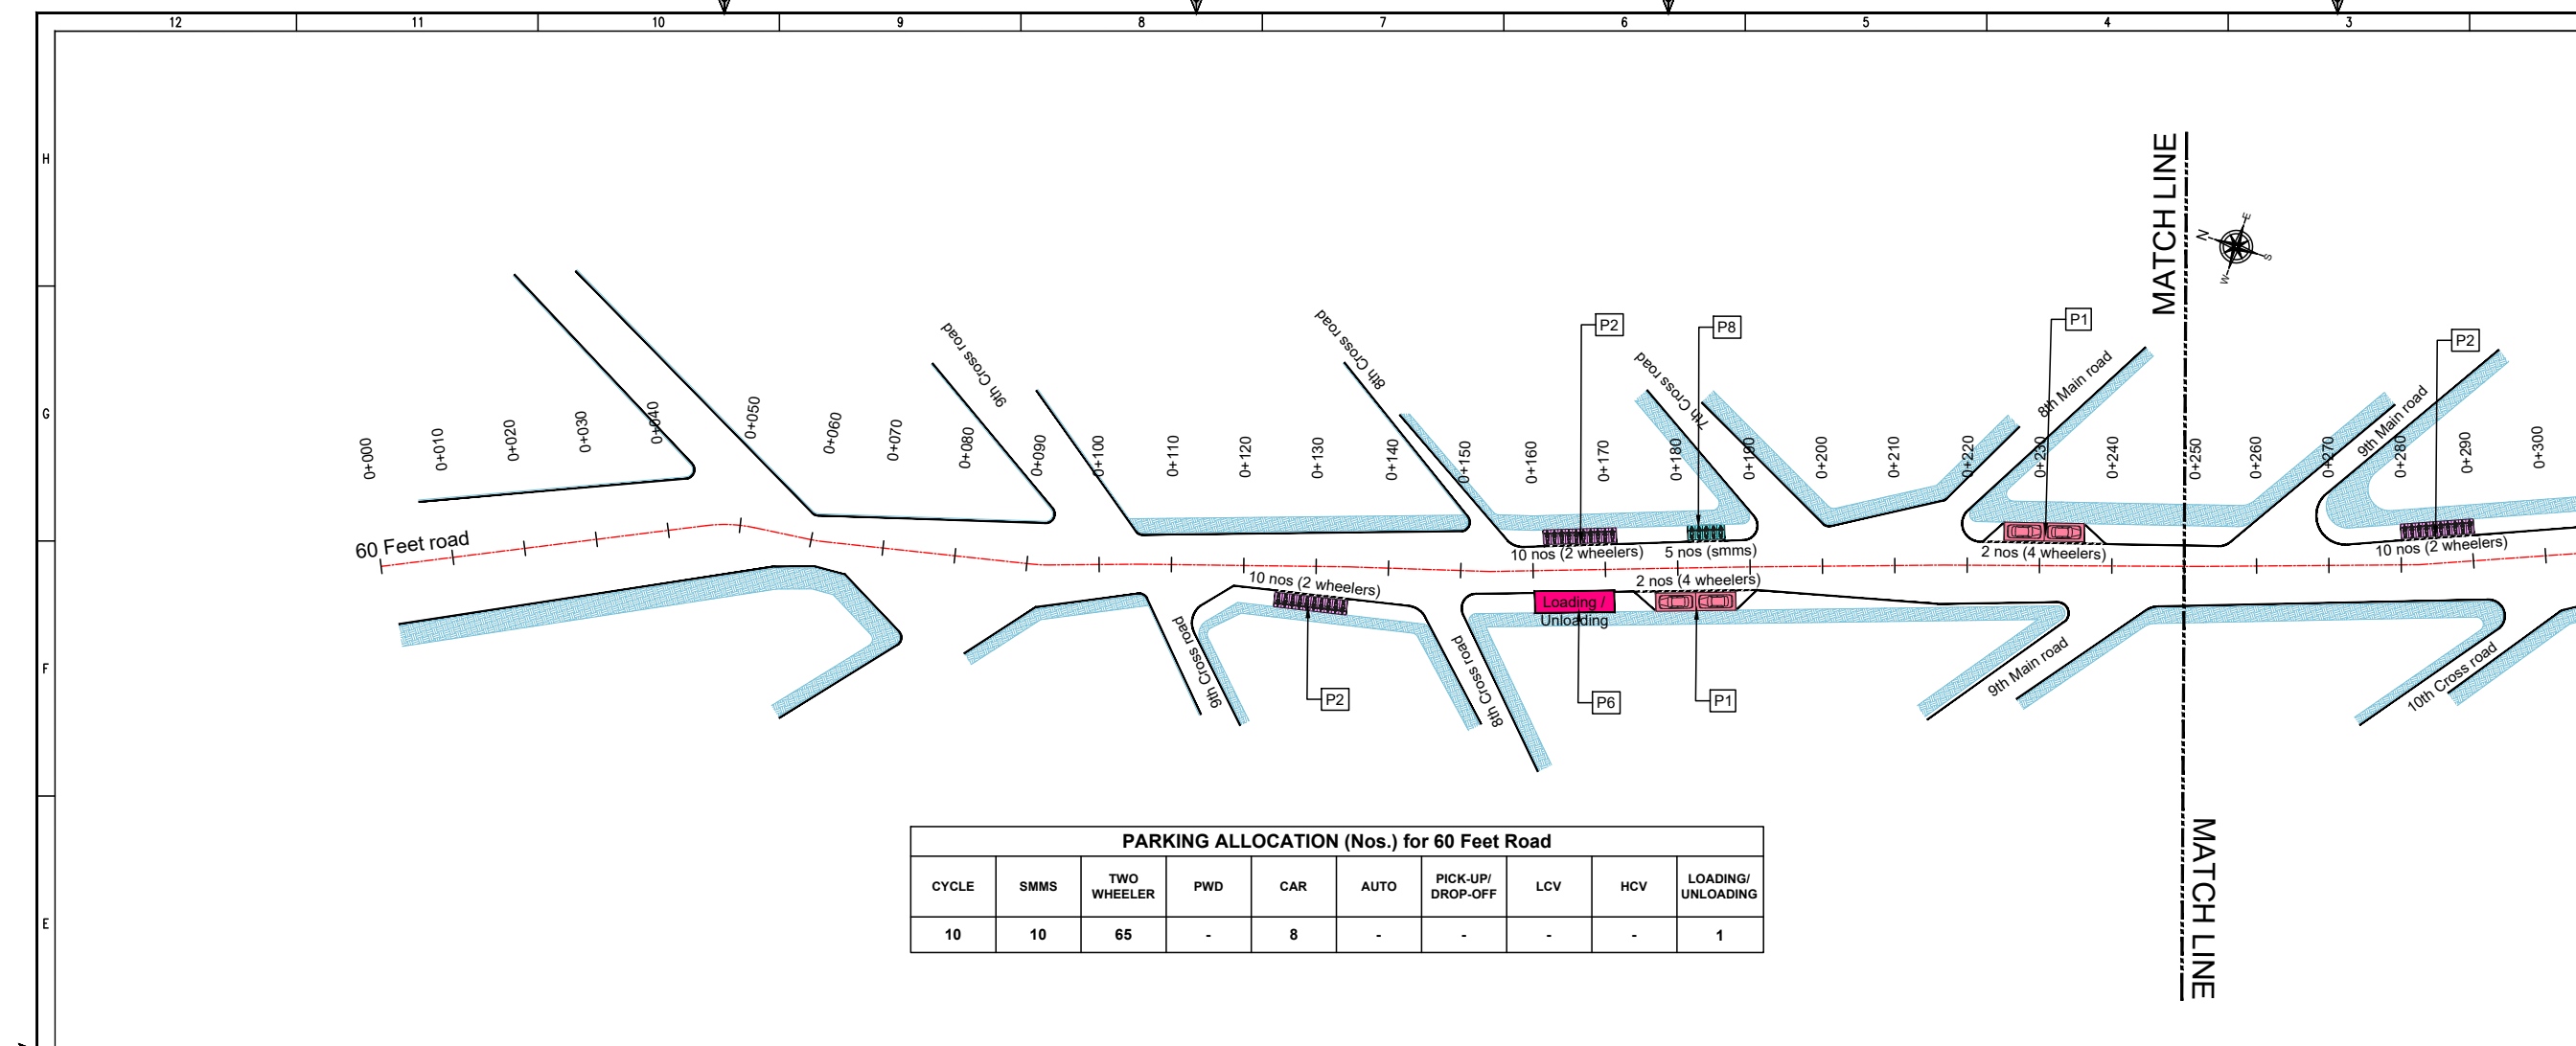 12 11 10 9 8 7 6 5 4 3
H
G
F
E
MATCH LINE
N
E
S
W
P2
P8
P1
P2
9th Cross road
8th Cross road
7th Cross road
8th Main road
9th Main road
0+000 0+010 0+020 0+030 0+040 0+050 0+060 0+070 0+080 0+090 0+100 0+110 0+120 0+130 0+140 0+150 0+160 0+170 0+180 0+190 0+200 0+210 0+220 0+230 0+240 0+250 0+260 0+270 0+280 0+290 0+300
60 Feet road
10 nos (2 wheelers)
5 nos (smms)
2 nos (4 wheelers)
10 nos (2 wheelers)
10 nos (2 wheelers)
2 nos (4 wheelers)
Loading /
Unloading
9th Cross road
8th Cross road
9th Main road
10th Cross road
P2
P6
P1
MATCH LINE
PARKING ALLOCATION (Nos.) for 60 Feet Road
CYCLE SMMS TWO WHEELER PWD CAR AUTO PICK-UP/ DROP-OFF LCV HCV LOADING/ UNLOADING
10 10 65 - 8 - - - - 1